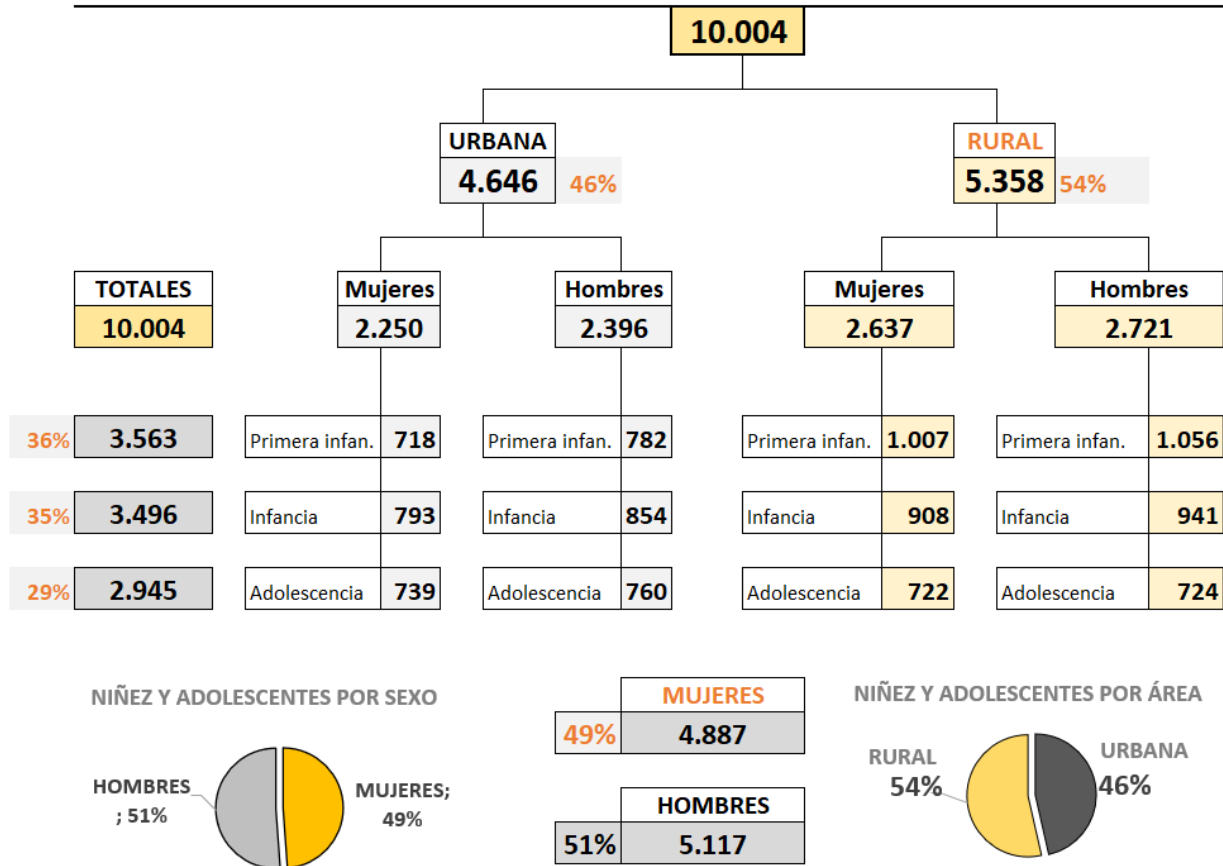 10.004
URBANA RURAL
4.646 46% 5.358 54%
TOTALES Mujeres Hombres Mujeres Hombres
10.004 2.250 2.396 2.637 2.721
36% 3.563 Primera infan. 718 Primera infan. 782 Primera infan. 1.007 Primera infan. 1.056
35% 3.496 Infancia 793 Infancia 854 Infancia 908 Infancia 941
29% 2.945 Adolescencia 739 Adolescencia 760 Adolescencia 722 Adolescencia 724
NIÑEZ Y ADOLESCENTES POR SEXO
HOMBRES
; 51%
MUJERES;
49%
MUJERES
49% 4.887
HOMBRES
51% 5.117
NIÑEZ Y ADOLESCENTES POR ÁREA
RURAL
54%
URBANA
46%